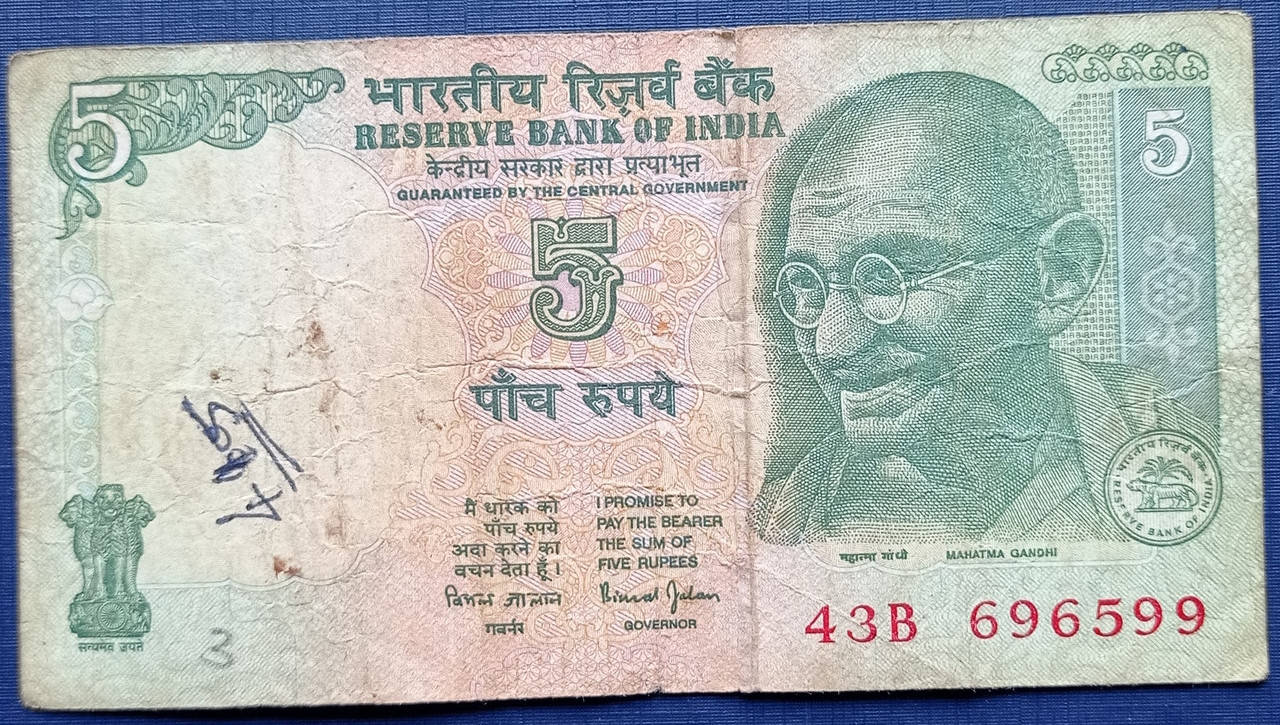 5
भारतीय रिज़र्व बैंक
RESERVE BANK OF INDIA
केन्द्रीय सरकार द्वारा प्रत्याभूत
GUARANTEED BY THE CENTRAL GOVERNMENT
5
5
पाँच रुपये
मैं धारक को
पाँच रुपये
अदा करने का
वचन देता हूँ।
बिमल जालान
गवर्नर
I PROMISE TO
PAY THE BEARER
THE SUM OF
FIVE RUPEES
Bimal Jalan
GOVERNOR
महात्मा गांधी MAHATMA GANDHI
भारतीय रिज़र्व बैंक
RESERVE BANK OF INDIA
सत्यमेव जयते
3
43B 696599